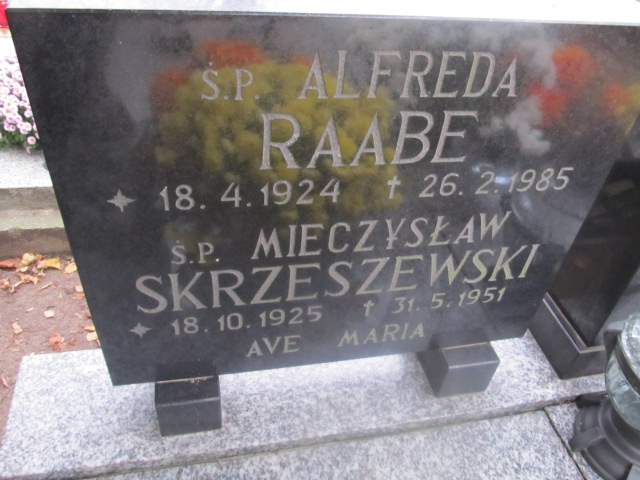 Ś.P. ALFREDA
RAABE
18.4.1924 † 26.2.1985
Ś.P. MIECZYSŁAW
SKRZESZEWSKI
18.10.1925 † 31.5.1951
AVE MARIA